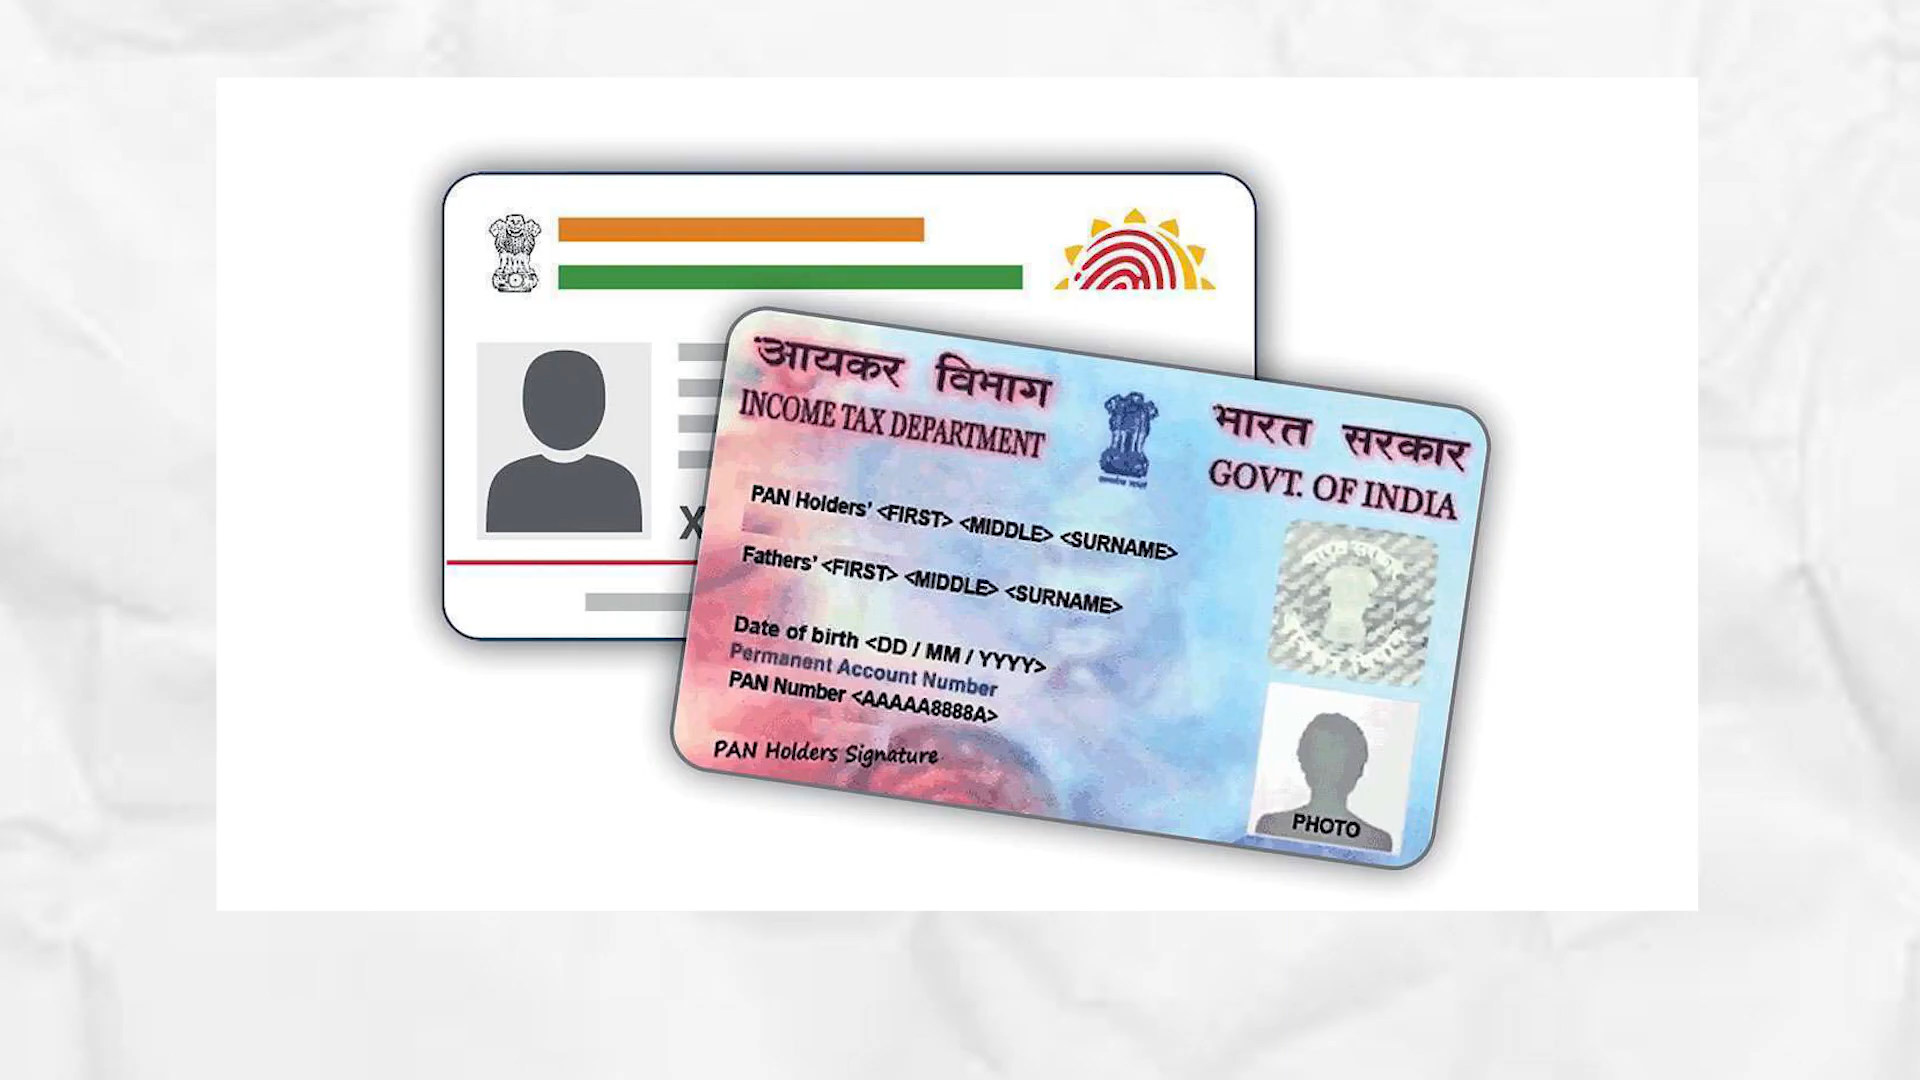 आयकर विभाग
INCOME TAX DEPARTMENT
भारत सरकार
GOVT. OF INDIA
PAN Holders' <FIRST> <MIDDLE> <SURNAME>
Fathers' <FIRST> <MIDDLE> <SURNAME>
Date of birth <DD / MM / YYYY>
Permanent Account Number
PAN Number <AAAAA8888A>
PAN Holders Signature
PHOTO
X